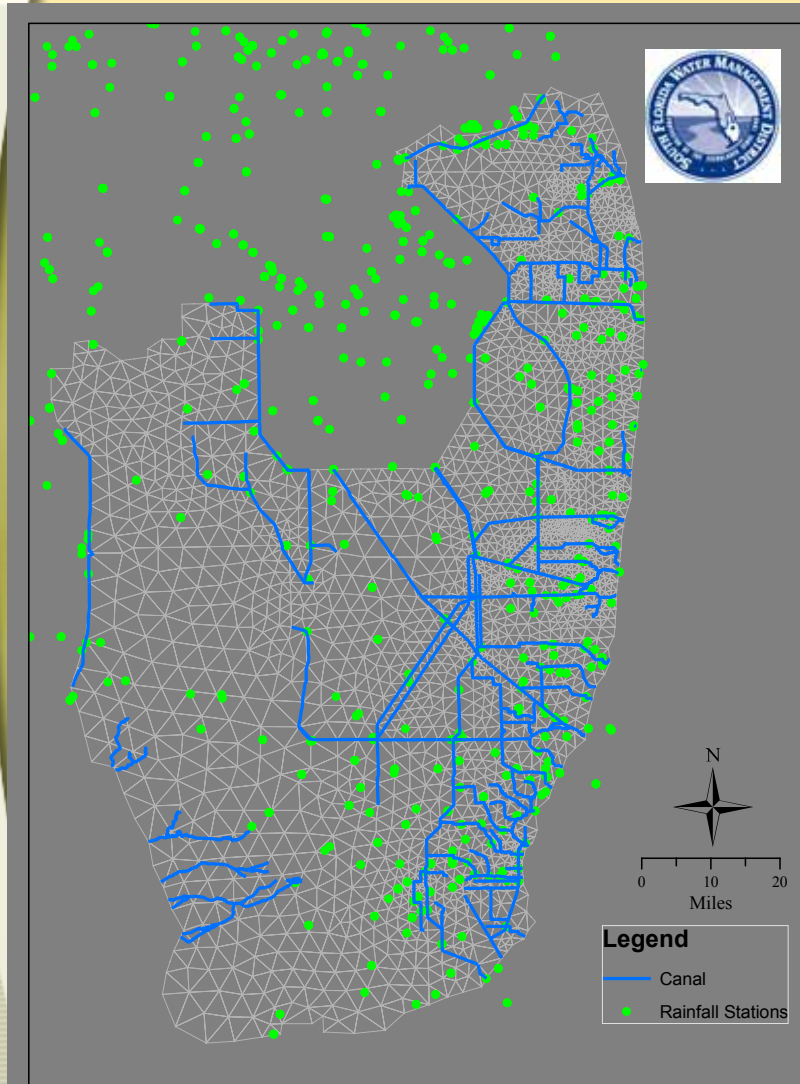 SOUTH FLORIDA WATER MANAGEMENT DISTRICT
N
0 10 20
Miles
Legend
Canal
Rainfall Stations